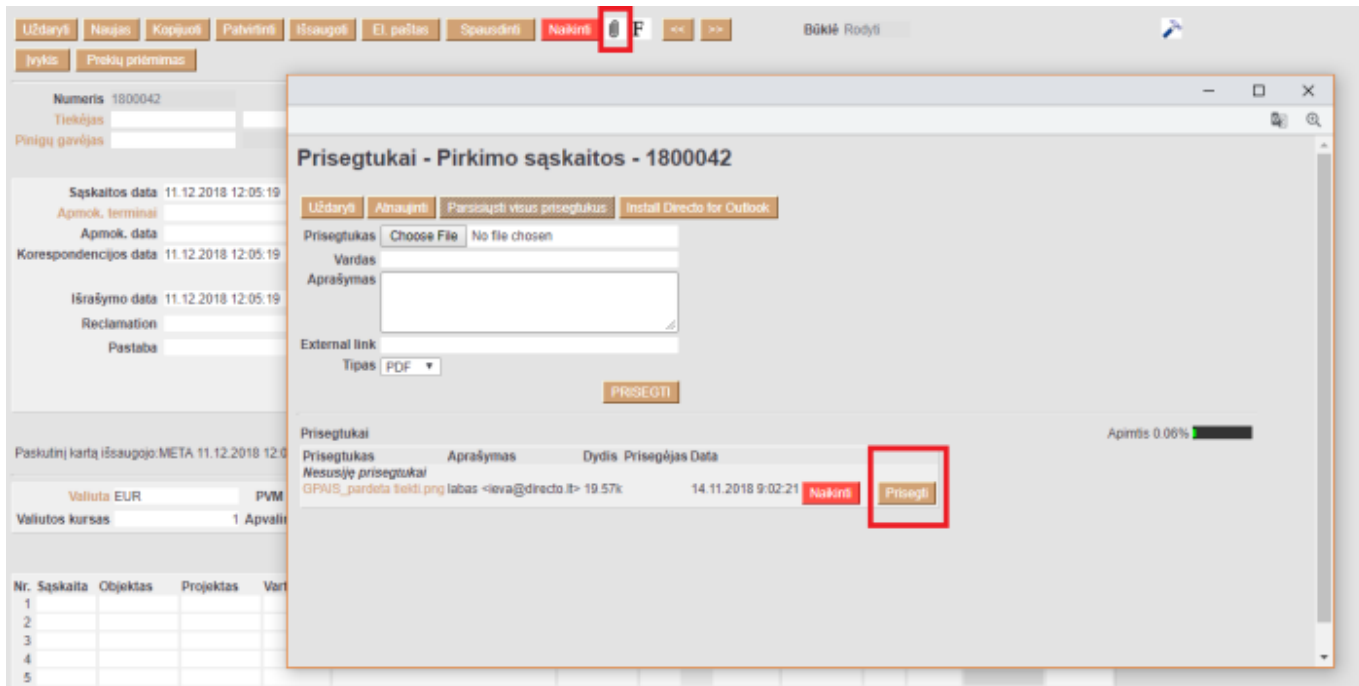 Uždaryti Naujas Kopijuoti Patvirtinti Išsaugoti El. paštas Spausdinti Naikinti F << >> Būklė Rodyti
Įvykis Prekių priėmimas
Numeris 1800042
Tiekėjas
Pinigų gavėjas
Sąskaitos data 11.12.2018 12:05:19
Apmok. terminai
Apmok. data
Korespondencijos data 11.12.2018 12:05:19
Išrašymo data 11.12.2018 12:05:19
Reclamation
Pastaba
Paskutinį kartą išsaugojo:META 11.12.2018 12:0
Valiuta EUR PVM
Valiutos kursas 1 Apvalin
Nr. Sąskaita Objektas Projektas Vart
1
2
3
4
5
Prisegtukai - Pirkimo sąskaitos - 1800042
Uždaryti Atnaujinti Parsisiųsti visus prisegtukus Install Directo for Outlook
Prisegtukas Choose File No file chosen
Vardas
Aprašymas
External link
Tipas PDF
PRISEGTI
Prisegtukai Apimtis 0.06%
Prisegtukas Aprašymas Dydis Prisegėjas Data
Nesusiję prisegtukai
GPAIS_pardeta tiekti.png labas <ieva@directo.lt> 19.57k 14.11.2018 9:02:21 Naikinti Prisegti